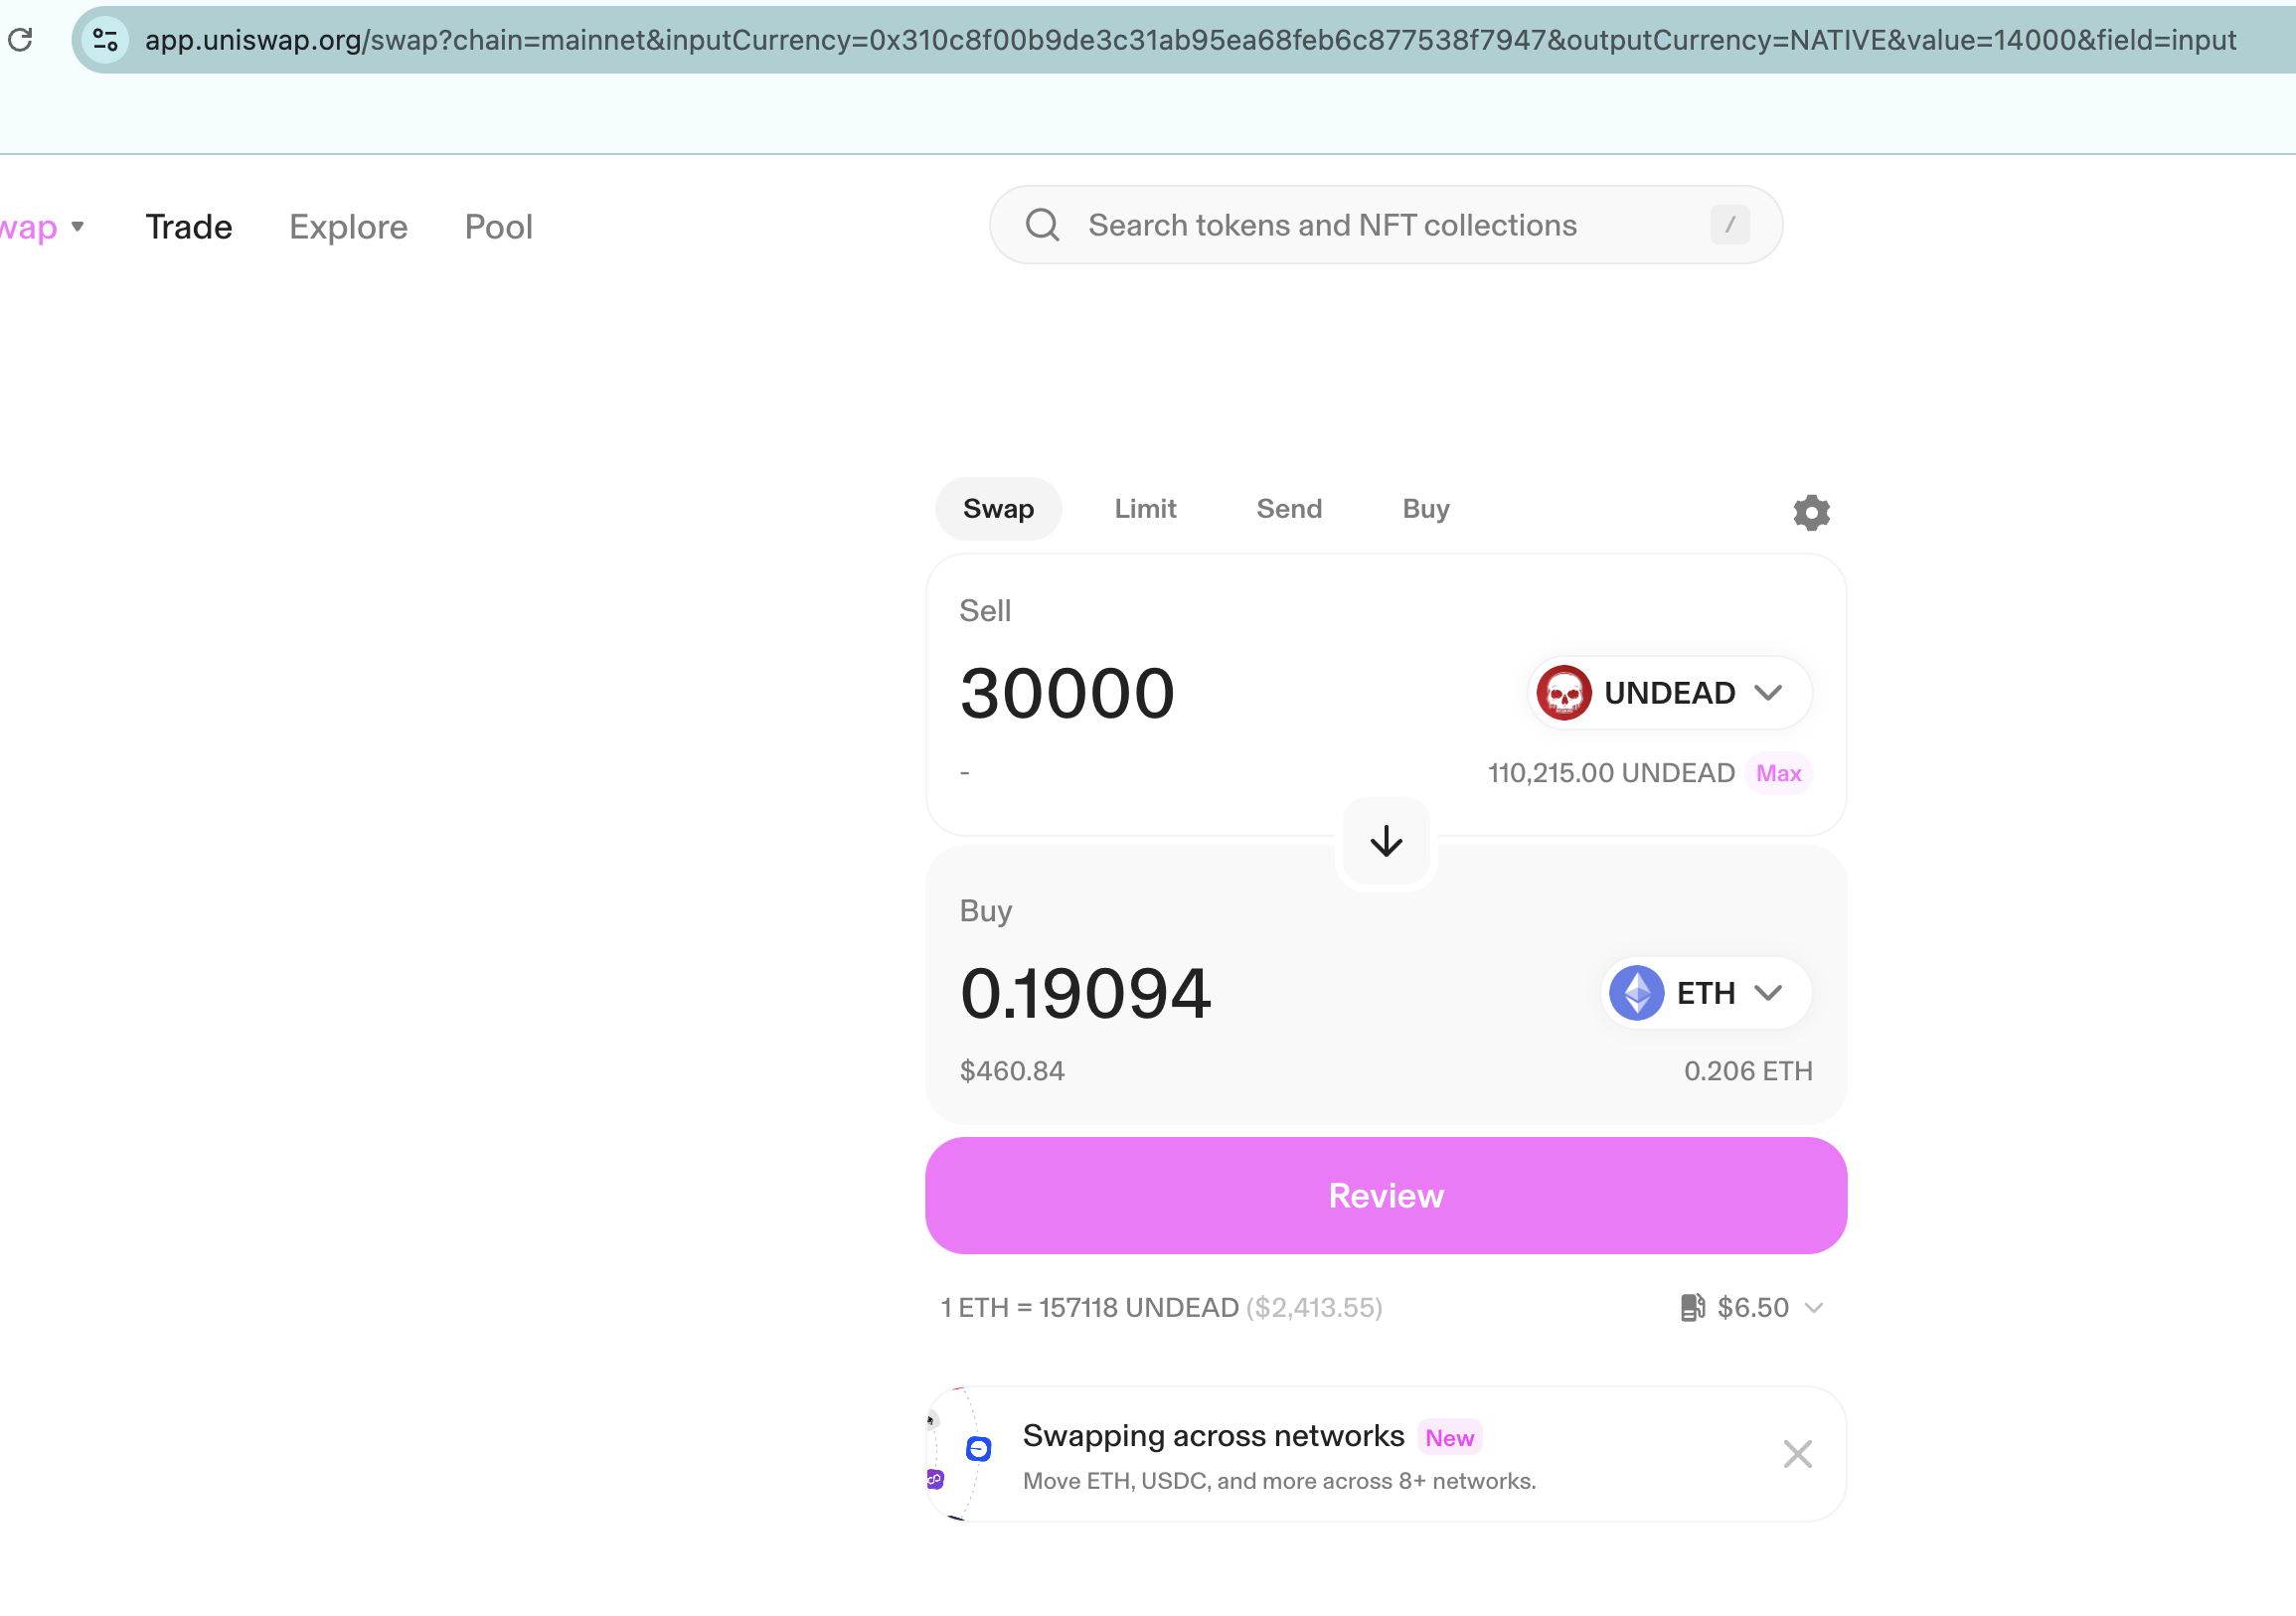 app.uniswap.org/swap?chain=mainnet&inputCurrency=0x310c8f00b9de3c31ab95ea68feb6c877538f7947&outputCurrency=NATIVE&value=14000&field=input
wap Trade Explore Pool Search tokens and NFT collections /
Swap Limit Send Buy
Sell
30000 UNDEAD
- 110,215.00 UNDEAD Max
Buy
0.19094 ETH
$460.84 0.206 ETH
Review
1 ETH = 157118 UNDEAD ($2,413.55) $6.50
Swapping across networks New
Move ETH, USDC, and more across 8+ networks.